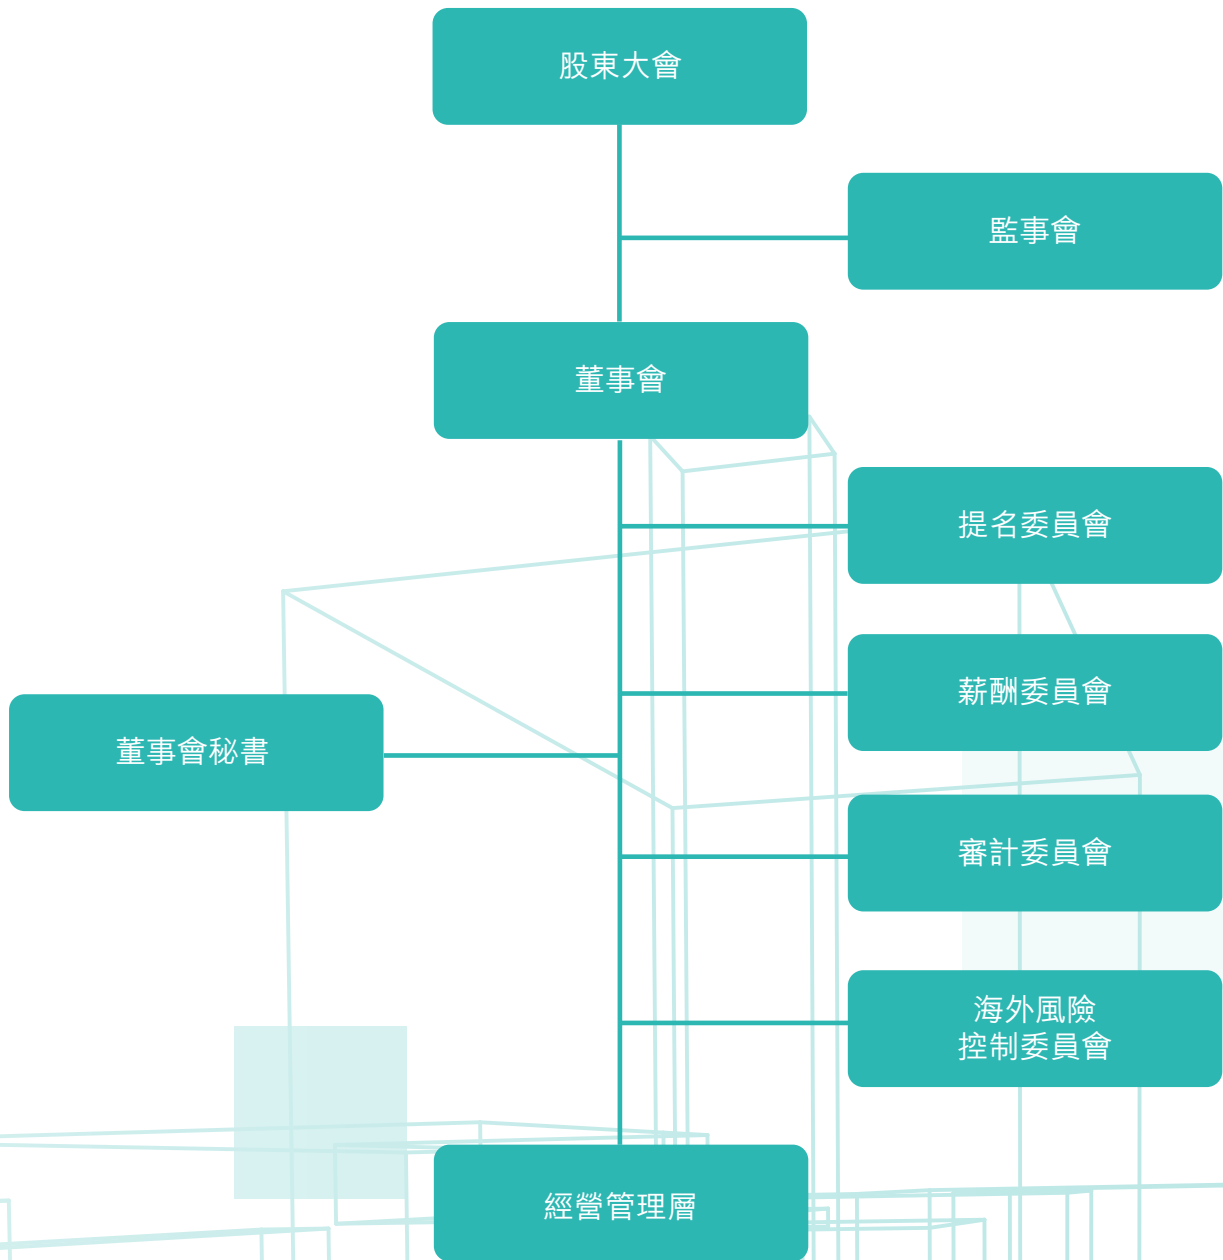 股東大會
監事會
董事會
提名委員會
薪酬委員會
董事會秘書
審計委員會
海外風險
控制委員會
經營管理層